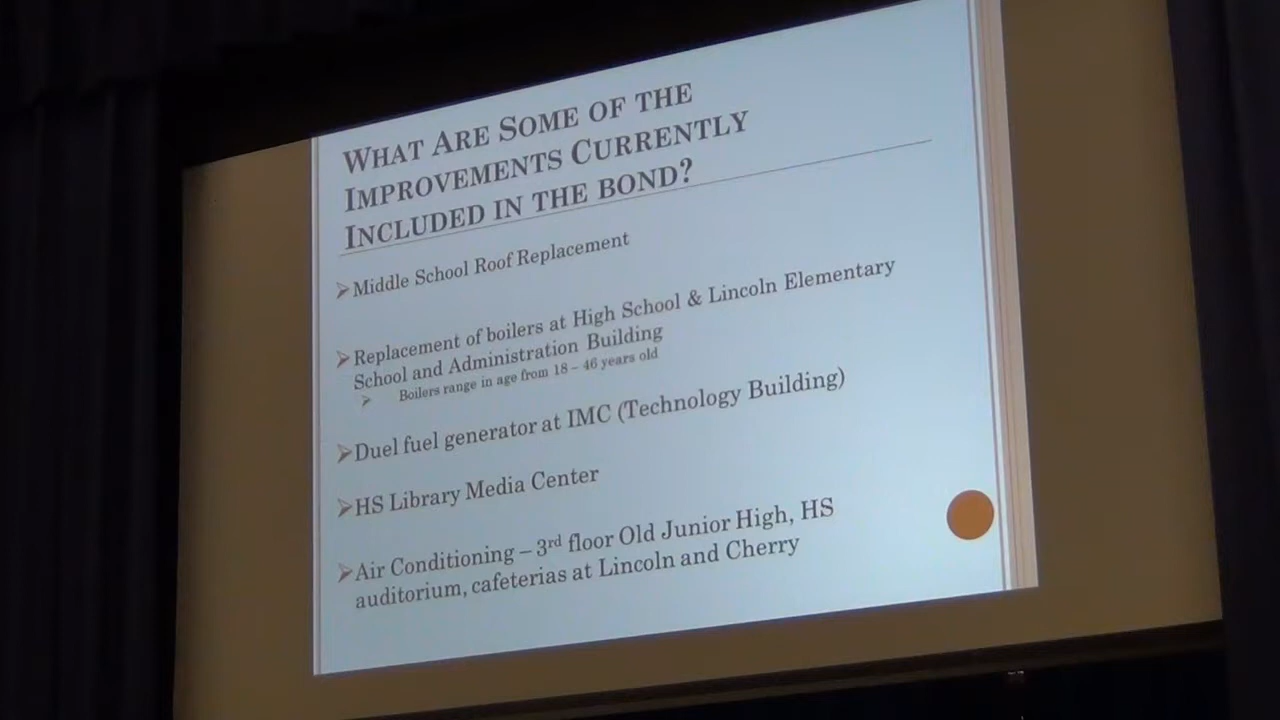 WHAT ARE SOME OF THE
IMPROVEMENTS CURRENTLY
INCLUDED IN THE BOND?
➢Middle School Roof Replacement
➢Replacement of boilers at High School & Lincoln Elementary
School and Administration Building
➢ Boilers range in age from 18 – 46 years old
➢Duel fuel generator at IMC (Technology Building)
➢HS Library Media Center
➢Air Conditioning – 3rd floor Old Junior High, HS
auditorium, cafeterias at Lincoln and Cherry